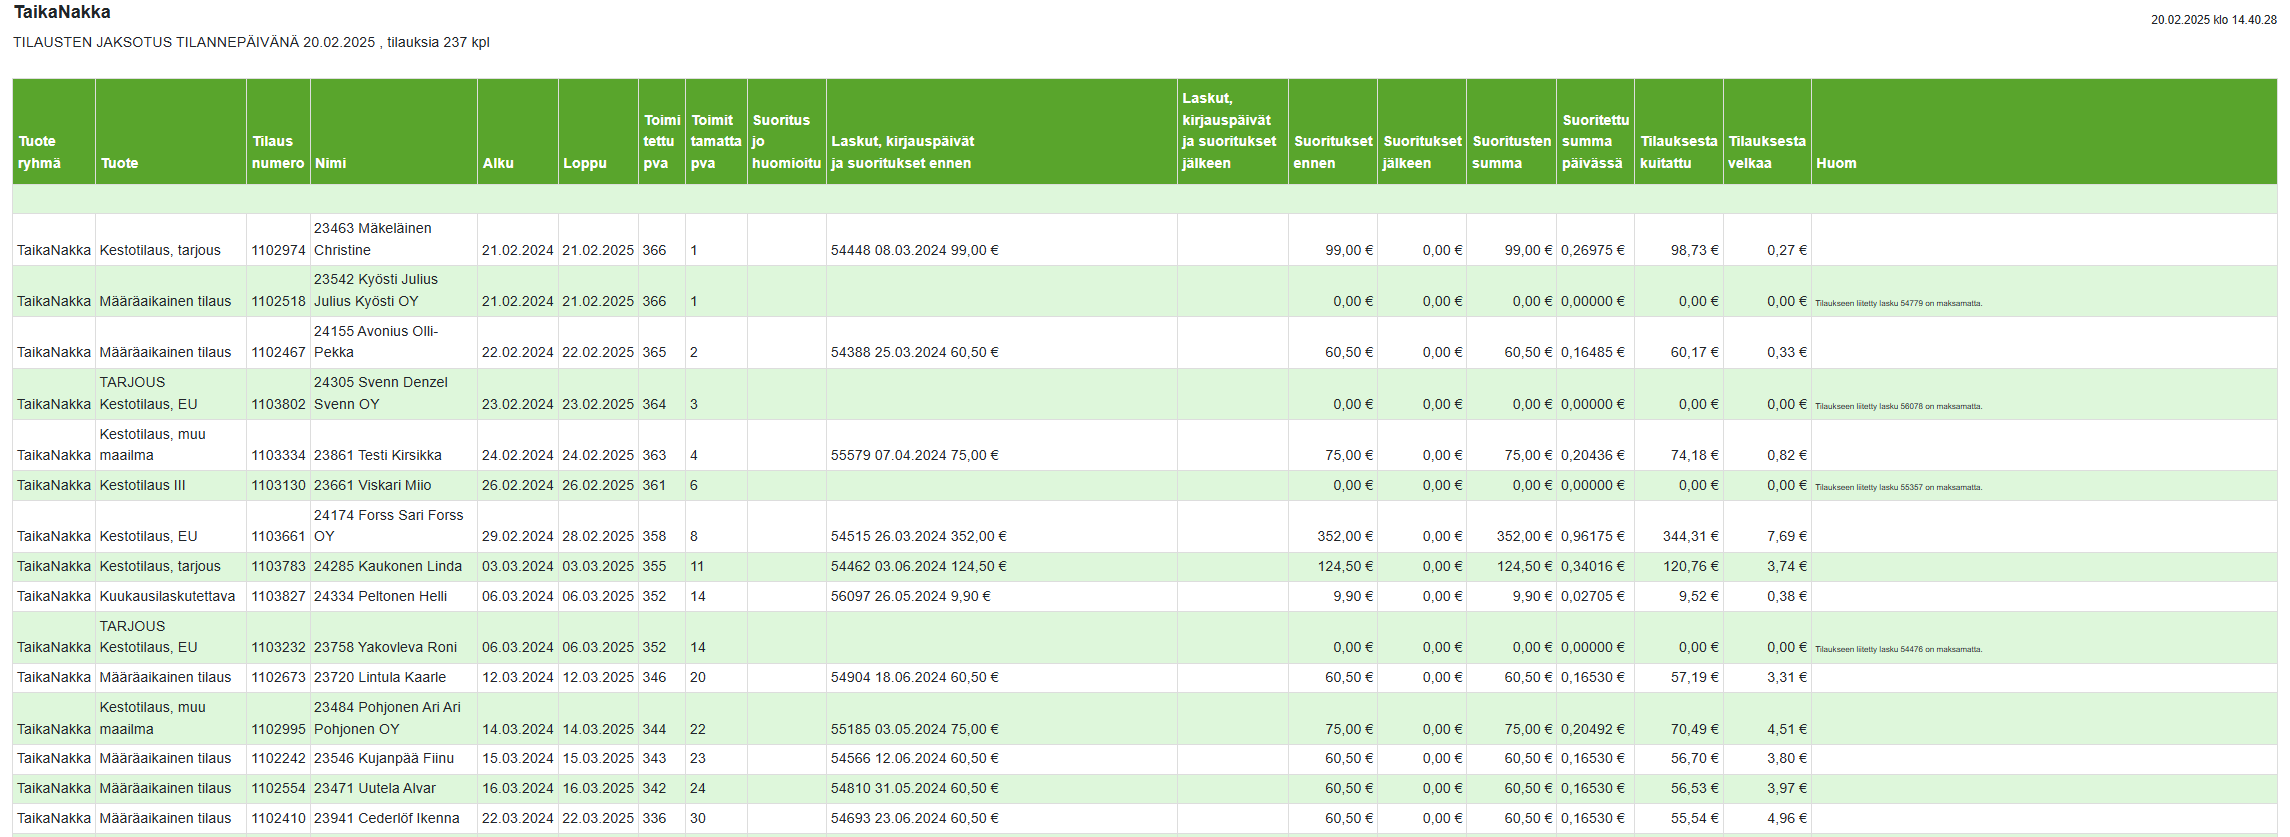 TaikaNakka
20.02.2025 klo 14.40.28
TILAUSTEN JAKSOTUS TILANNEPÄIVÄNÄ 20.02.2025 , tilauksia 237 kpl
Tuote ryhmä Tuote Tilaus numero Nimi Alku Loppu Toimi tettu pva Toimit tamatta pva Suoritus jo huomioitu Laskut, kirjauspäivät ja suoritukset ennen Laskut, kirjauspäivät ja suoritukset jälkeen Suoritukset ennen Suoritukset jälkeen Suoritusten summa Suoritettu summa päivässä Tilauksesta kuitattu Tilauksesta velkaa Huom
TaikaNakka Kestotilaus, tarjous 1102974 23463 Mäkeläinen Christine 21.02.2024 21.02.2025 366 1 54448 08.03.2024 99,00 € 99,00 € 0,00 € 99,00 € 0,26975 € 98,73 € 0,27 €
TaikaNakka Määräaikainen tilaus 1102518 23542 Kyösti Julius Julius Kyösti OY 21.02.2024 21.02.2025 366 1 0,00 € 0,00 € 0,00 € 0,00000 € 0,00 € 0,00 € Tilaukseen liitetty lasku 54779 on maksamatta.
TaikaNakka Määräaikainen tilaus 1102467 24155 Avonius Olli-Pekka 22.02.2024 22.02.2025 365 2 54388 25.03.2024 60,50 € 60,50 € 0,00 € 60,50 € 0,16485 € 60,17 € 0,33 €
TaikaNakka TARJOUS Kestotilaus, EU 1103802 24305 Svenn Denzel Svenn OY 23.02.2024 23.02.2025 364 3 0,00 € 0,00 € 0,00 € 0,00000 € 0,00 € 0,00 € Tilaukseen liitetty lasku 56078 on maksamatta.
TaikaNakka Kestotilaus, muu maailma 1103334 23861 Testi Kirsikka 24.02.2024 24.02.2025 363 4 55579 07.04.2024 75,00 € 75,00 € 0,00 € 75,00 € 0,20436 € 74,18 € 0,82 €
TaikaNakka Kestotilaus III 1103130 23661 Viskari Miio 26.02.2024 26.02.2025 361 6 0,00 € 0,00 € 0,00 € 0,00000 € 0,00 € 0,00 € Tilaukseen liitetty lasku 55357 on maksamatta.
TaikaNakka Kestotilaus, EU 1103661 24174 Forss Sari Forss OY 29.02.2024 28.02.2025 358 8 54515 26.03.2024 352,00 € 352,00 € 0,00 € 352,00 € 0,96175 € 344,31 € 7,69 €
TaikaNakka Kestotilaus, tarjous 1103783 24285 Kaukonen Linda 03.03.2024 03.03.2025 355 11 54462 03.06.2024 124,50 € 124,50 € 0,00 € 124,50 € 0,34016 € 120,76 € 3,74 €
TaikaNakka Kuukausilaskutettava 1103827 24334 Peltonen Helli 06.03.2024 06.03.2025 352 14 56097 26.05.2024 9,90 € 9,90 € 0,00 € 9,90 € 0,02705 € 9,52 € 0,38 €
TaikaNakka TARJOUS Kestotilaus, EU 1103232 23758 Yakovleva Roni 06.03.2024 06.03.2025 352 14 0,00 € 0,00 € 0,00 € 0,00000 € 0,00 € 0,00 € Tilaukseen liitetty lasku 54476 on maksamatta.
TaikaNakka Määräaikainen tilaus 1102673 23720 Lintula Kaarle 12.03.2024 12.03.2025 346 20 54904 18.06.2024 60,50 € 60,50 € 0,00 € 60,50 € 0,16530 € 57,19 € 3,31 €
TaikaNakka Kestotilaus, muu maailma 1102995 23484 Pohjonen Ari Ari Pohjonen OY 14.03.2024 14.03.2025 344 22 55185 03.05.2024 75,00 € 75,00 € 0,00 € 75,00 € 0,20492 € 70,49 € 4,51 €
TaikaNakka Määräaikainen tilaus 1102242 23546 Kujanpää Fiinu 15.03.2024 15.03.2025 343 23 54566 12.06.2024 60,50 € 60,50 € 0,00 € 60,50 € 0,16530 € 56,70 € 3,80 €
TaikaNakka Määräaikainen tilaus 1102554 23471 Uutela Alvar 16.03.2024 16.03.2025 342 24 54810 31.05.2024 60,50 € 60,50 € 0,00 € 60,50 € 0,16530 € 56,53 € 3,97 €
TaikaNakka Määräaikainen tilaus 1102410 23941 Cederlöf Ikenna 22.03.2024 22.03.2025 336 30 54693 23.06.2024 60,50 € 60,50 € 0,00 € 60,50 € 0,16530 € 55,54 € 4,96 €